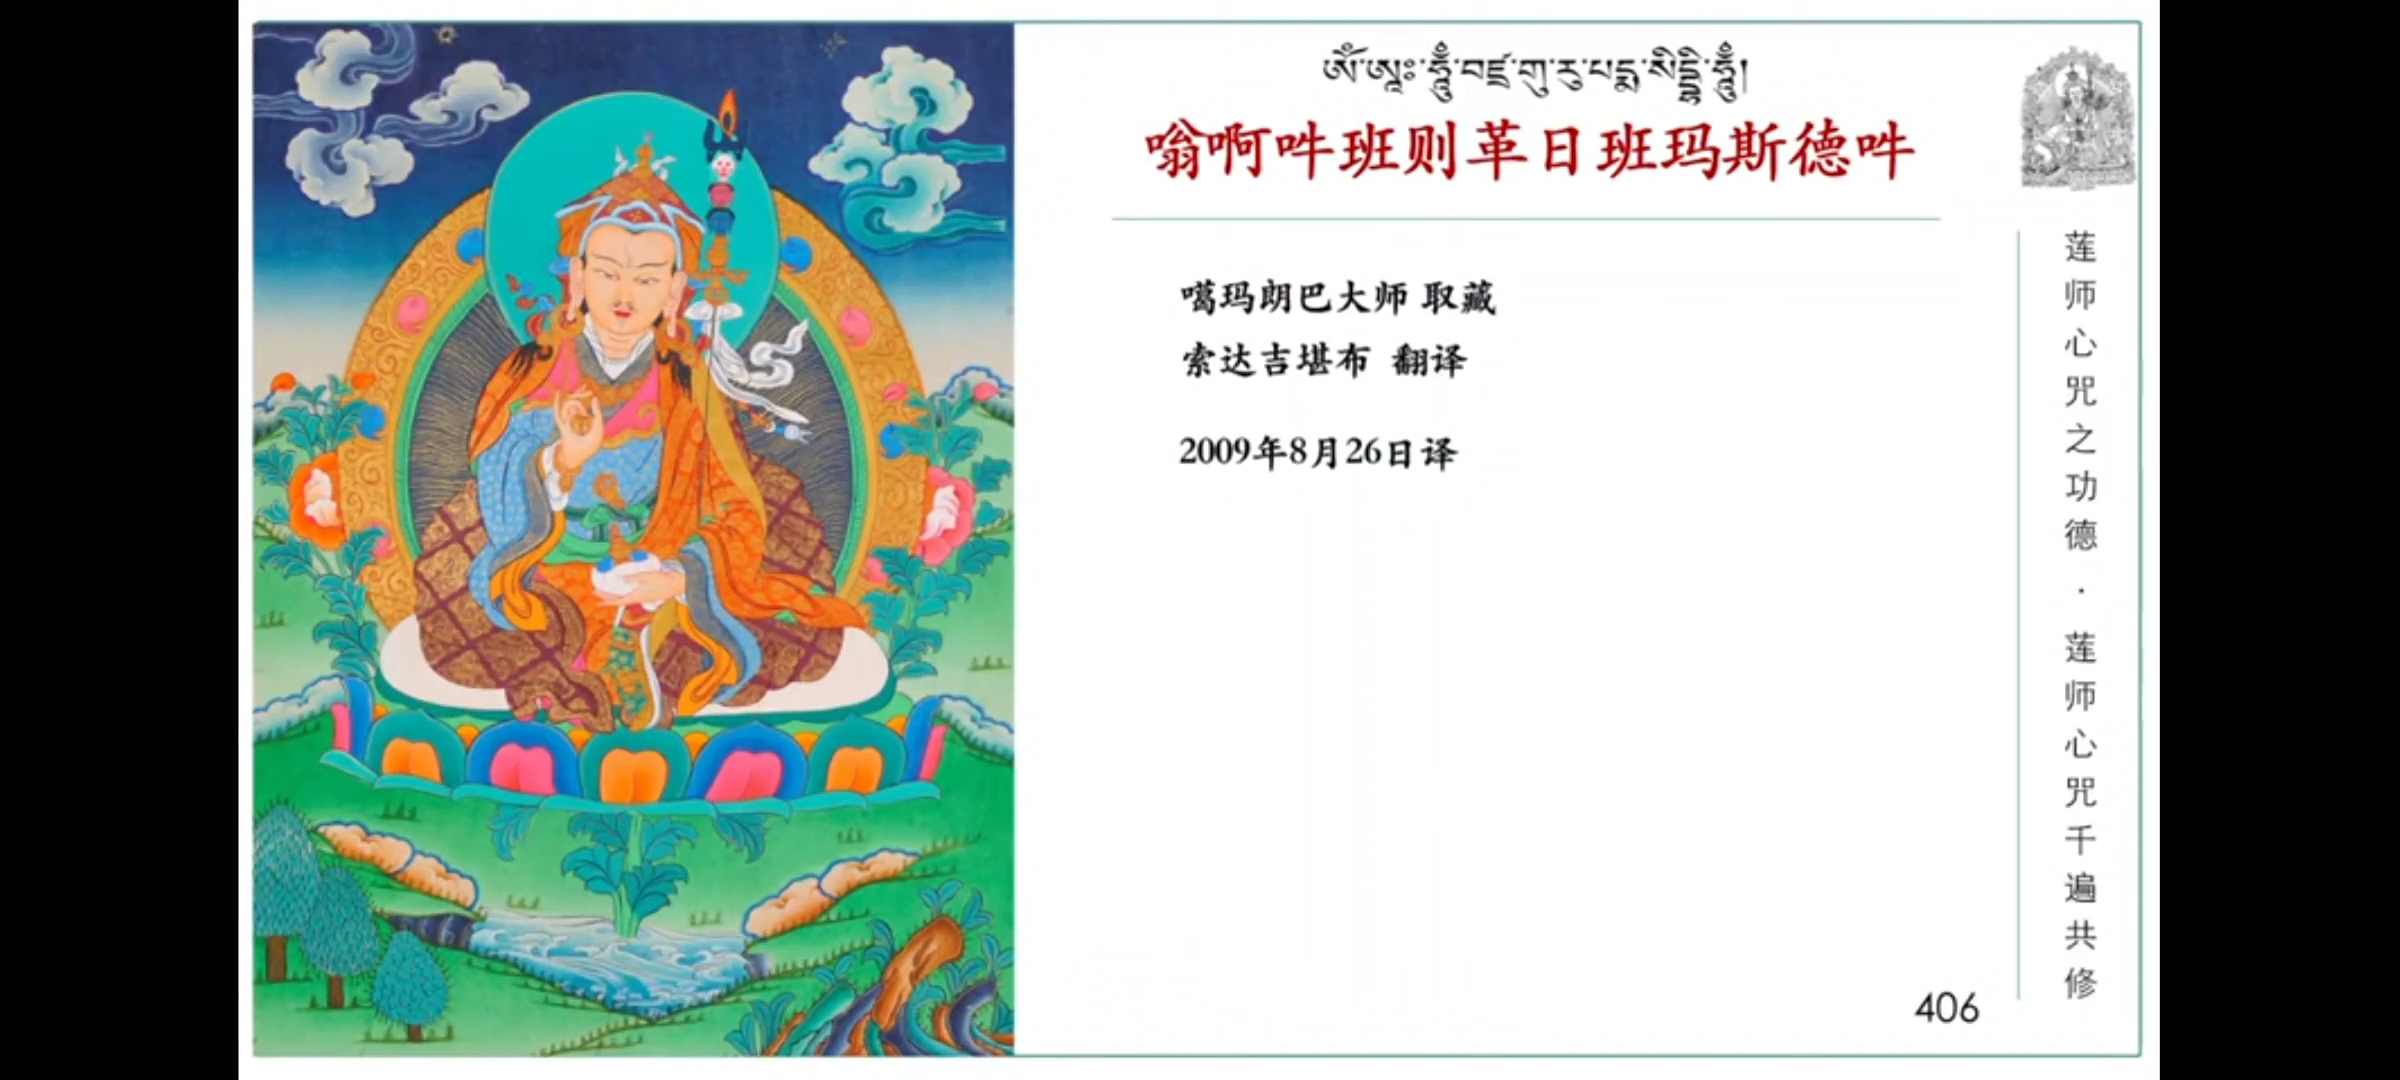 ཨོཾ་ཨཱཿ་ཧཱུྃ་བཛྲ་གུ་རུ་པདྨ་སིདྡྷི་ཧཱུྃ།
嗡啊吽班则革日班玛斯德吽
噶玛朗巴大师 取藏
索达吉堪布 翻译
2009年8月26日译
莲师心咒之功德·莲师心咒千遍共修
406